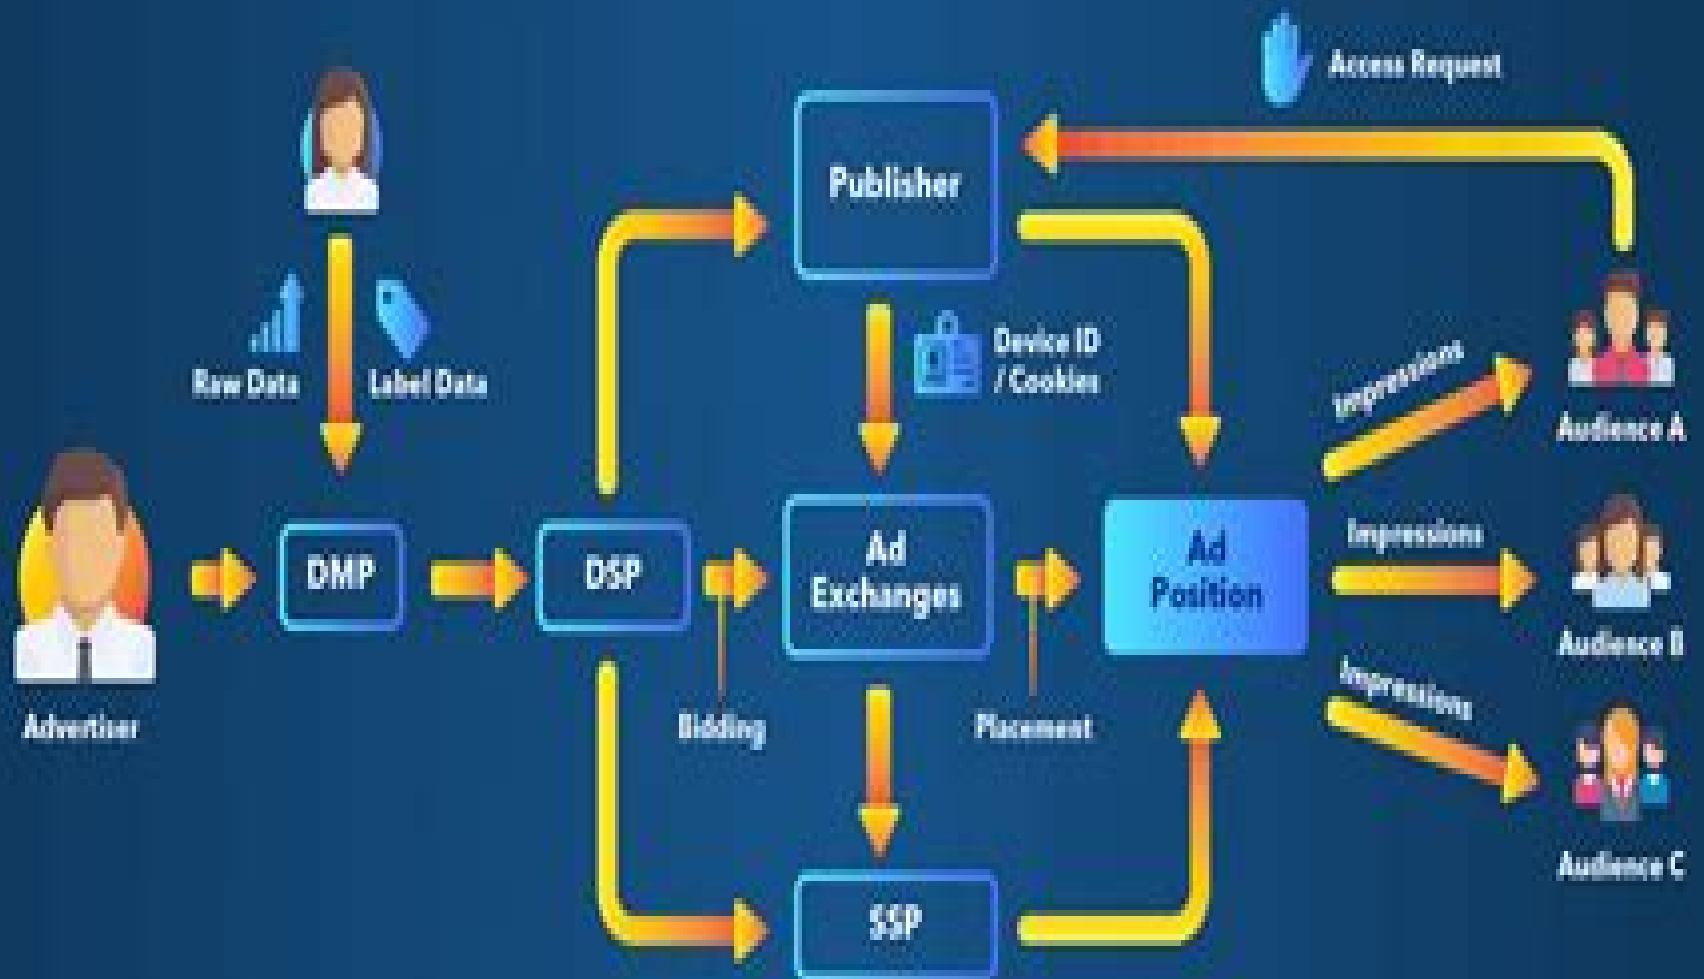 Access Request
Publisher
Device ID
/ Cookies
Raw Data
Label Data
Impressions
Audience A
Advertiser
DMP
DSP
Ad
Exchanges
Ad
Position
Impressions
Audience B
Bidding
Placement
Impressions
SSP
Audience C